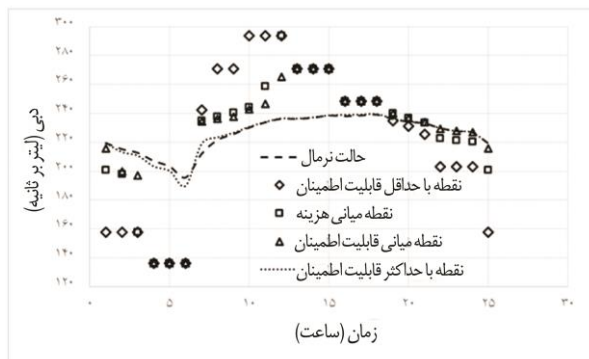 ۳۰۰
۲۸۰
۲۶۰
۲۴۰
۲۲۰
۲۰۰
۱۸۰
۱۶۰
۱۴۰
۱۲۰
دبی (لیتر بر ثانیه)
حالت نرمال
نقطه با حداقل قابلیت اطمینان
نقطه میانی هزینه
نقطه میانی قابلیت اطمینان
نقطه با حداکثر قابلیت اطمینان
۰ ۵ ۱۰ ۱۵ ۲۰ ۲۵ ۳۰
زمان (ساعت)